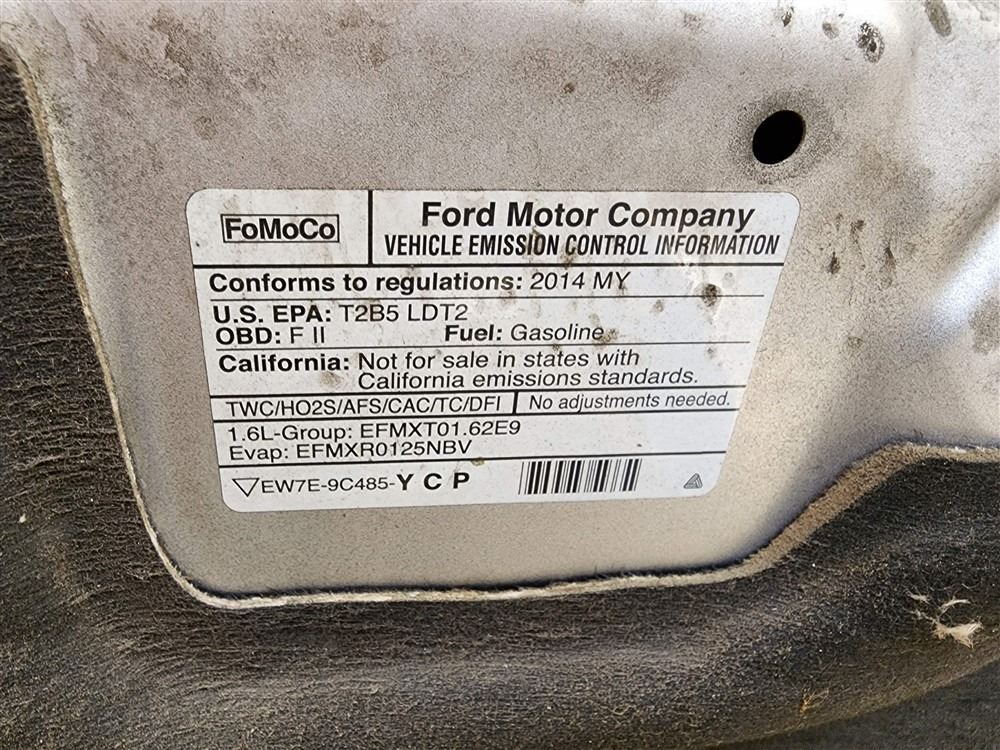 FoMoCo
Ford Motor Company
VEHICLE EMISSION CONTROL INFORMATION
Conforms to regulations: 2014 MY
U.S. EPA: T2B5 LDT2
OBD: F II Fuel: Gasoline
California: Not for sale in states with
California emissions standards.
TWC/HO2S/AFS/CAC/TC/DFI No adjustments needed.
1.6L-Group: EFMXT01.62E9
Evap: EFMXR0125NBV
EW7E-9C485-Y C P